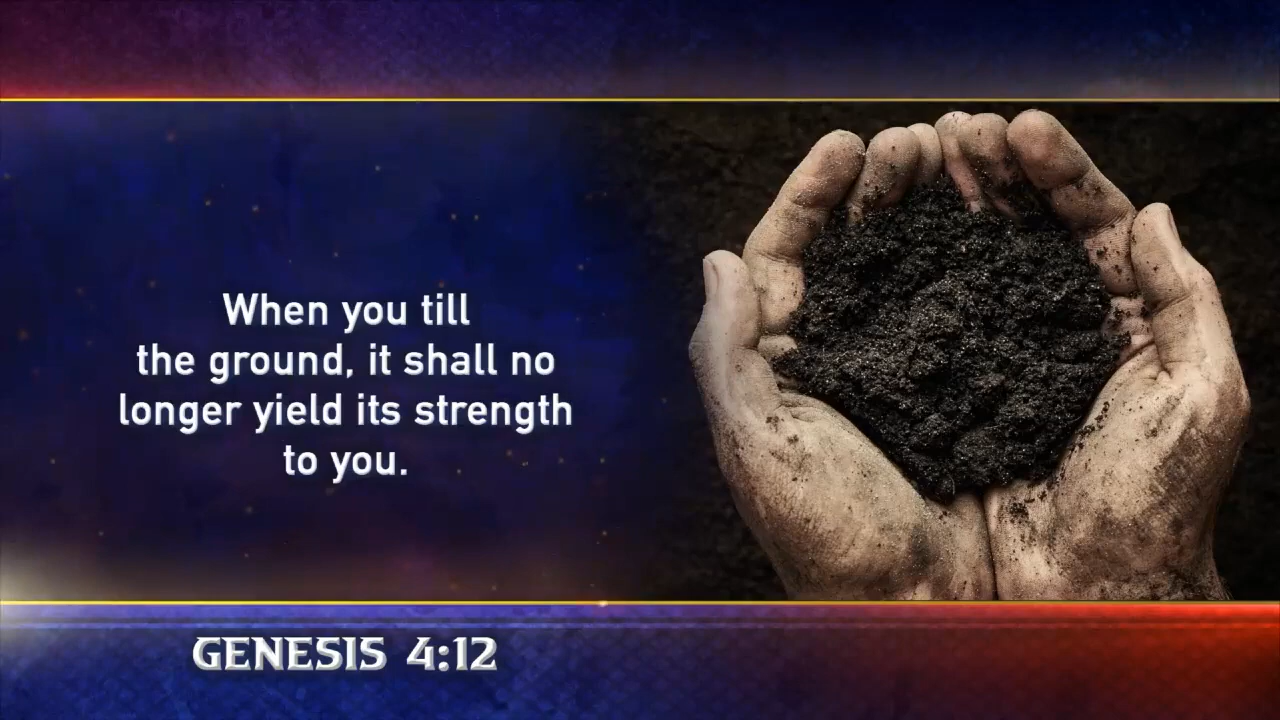 When you till
the ground, it shall no
longer yield its strength
to you.
GENESIS 4:12